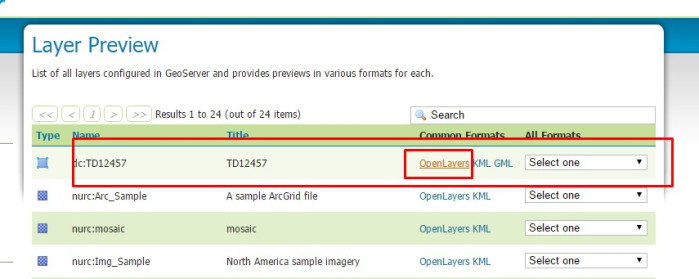 Layer Preview
List of all layers configured in GeoServer and provides previews in various formats for each.
<< < 1 > >> Results 1 to 24 (out of 24 items) Search
Type Name Title Common Formats All Formats
dc:TD12457 TD12457 OpenLayers KML GML Select one
nurc:Arc_Sample A sample ArcGrid file OpenLayers KML Select one
nurc:mosaic mosaic OpenLayers KML Select one
nurc:Img_Sample North America sample imagery OpenLayers KML Select one